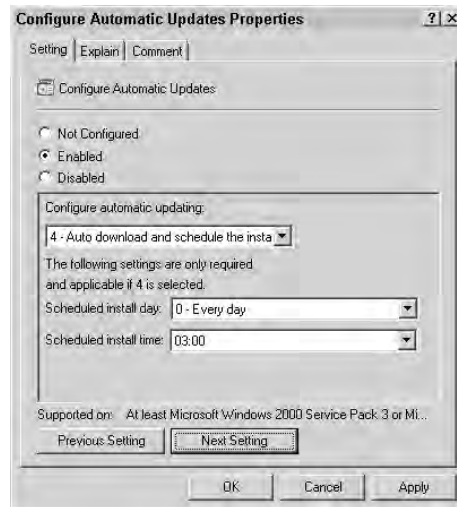 Configure Automatic Updates Properties
Setting Explain Comment
Configure Automatic Updates
Not Configured
Enabled
Disabled
Configure automatic updating:
4 - Auto download and schedule the insta
The following settings are only required
and applicable if 4 is selected.
Scheduled install day: 0 - Every day
Scheduled install time: 03:00
Supported on: At least Microsoft Windows 2000 Service Pack 3 or Mi...
Previous Setting Next Setting
OK Cancel Apply